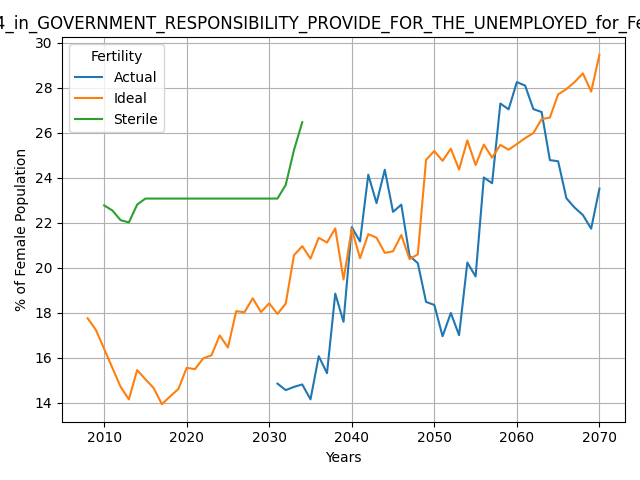 4_in_GOVERNMENT_RESPONSIBILITY_PROVIDE_FOR_THE_UNEMPLOYED_for_Fe
30
28
26
24
22
20
18
16
14
% of Female Population
Fertility
Actual
Ideal
Sterile
2010 2020 2030 2040 2050 2060 2070
Years